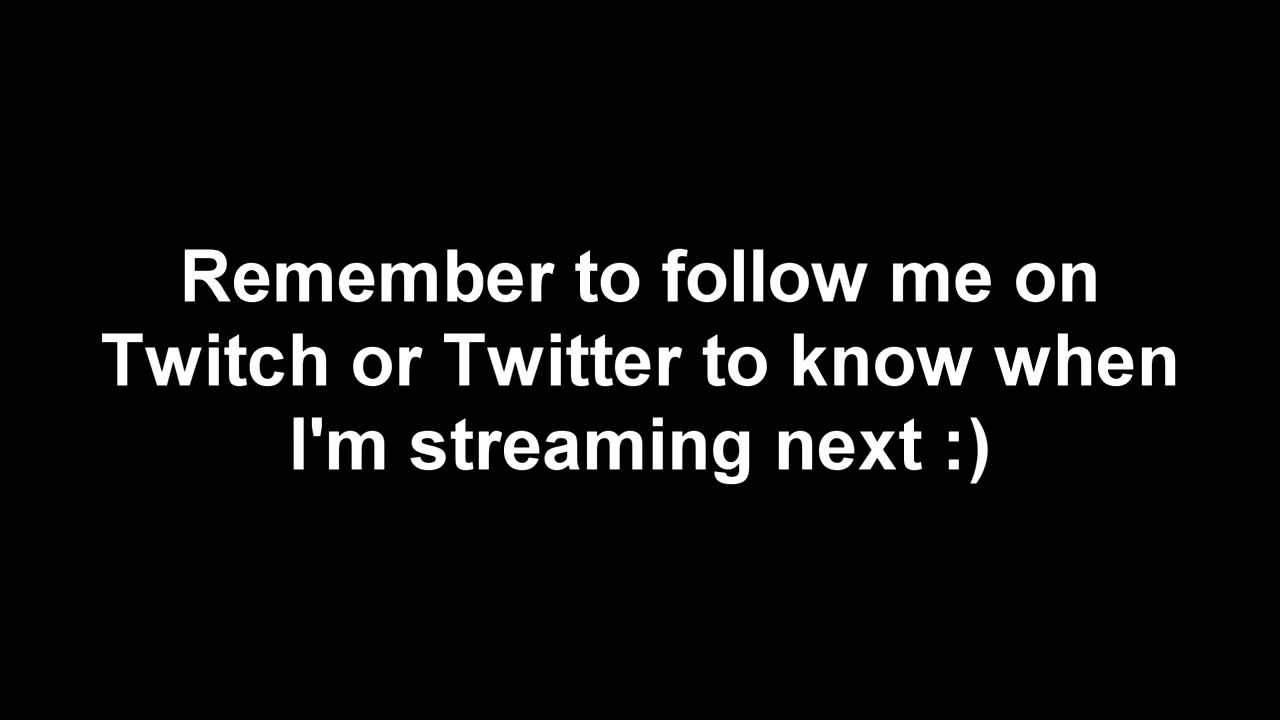 Remember to follow me on
Twitch or Twitter to know when
I'm streaming next :)